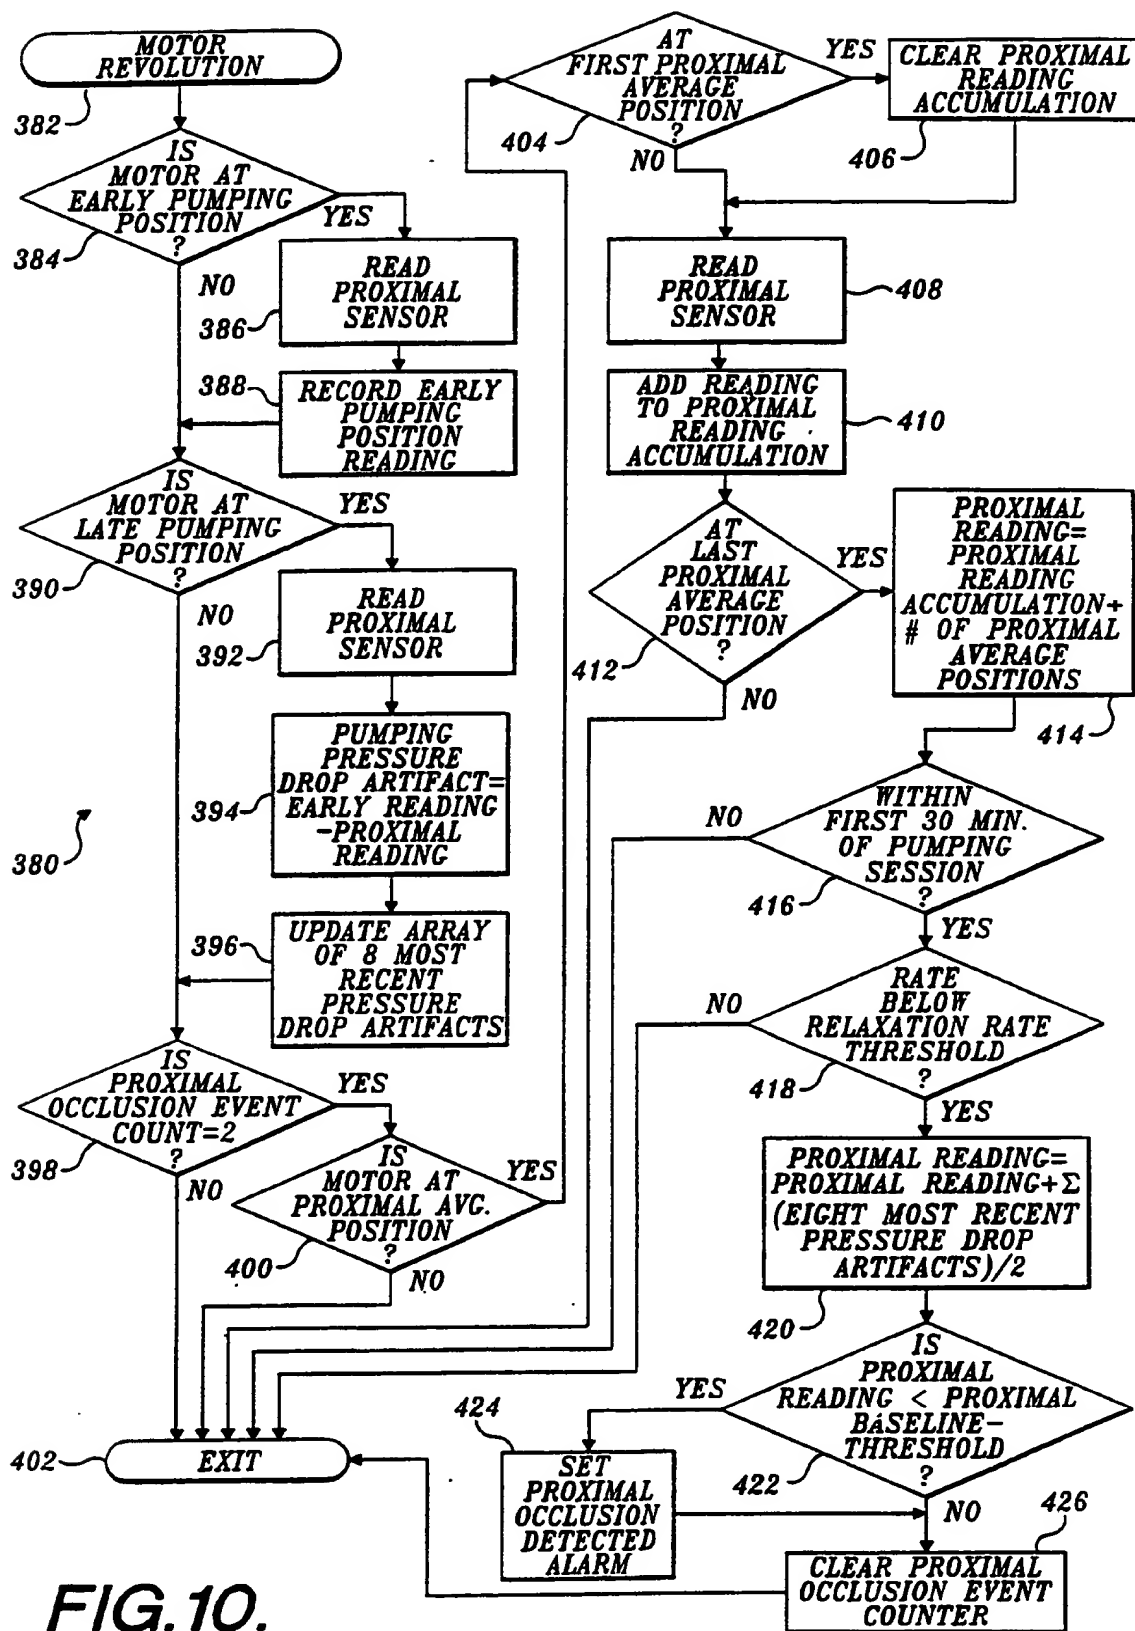 MOTOR
REVOLUTION
382
IS
MOTOR AT
EARLY PUMPING
POSITION
?
384
YES
NO
READ
PROXIMAL
SENSOR
386
388
RECORD EARLY
PUMPING
POSITION
READING
IS
MOTOR AT
LATE PUMPING
POSITION
?
390
YES
NO
READ
PROXIMAL
SENSOR
392
PUMPING
PRESSURE
DROP ARTIFACT=
EARLY READING
-PROXIMAL
READING
394
380
396
UPDATE ARRAY
OF 8 MOST
RECENT
PRESSURE
DROP ARTIFACTS
IS
PROXIMAL
OCCLUSION EVENT
COUNT=2
?
398
YES
NO
IS
MOTOR AT
PROXIMAL AVG.
POSITION
?
400
YES
NO
402
EXIT
AT
FIRST PROXIMAL
AVERAGE
POSITION
?
404
YES
NO
CLEAR PROXIMAL
READING
ACCUMULATION
406
READ
PROXIMAL
SENSOR
408
ADD READING
TO PROXIMAL
READING
ACCUMULATION
410
AT
LAST
PROXIMAL
AVERAGE
POSITION
?
412
YES
NO
PROXIMAL
READING=
PROXIMAL
READING
ACCUMULATION+
# OF PROXIMAL
AVERAGE
POSITIONS
414
WITHIN
FIRST 30 MIN.
OF PUMPING
SESSION
?
416
NO
YES
RATE
BELOW
RELAXATION RATE
THRESHOLD
?
418
NO
YES
PROXIMAL READING=
PROXIMAL READING+Σ
(EIGHT MOST RECENT
PRESSURE DROP
ARTIFACTS)/2
420
IS
PROXIMAL
READING < PROXIMAL
BASELINE-
THRESHOLD
?
422
YES
NO
424
SET
PROXIMAL
OCCLUSION
DETECTED
ALARM
426
CLEAR PROXIMAL
OCCLUSION EVENT
COUNTER
FIG.10.